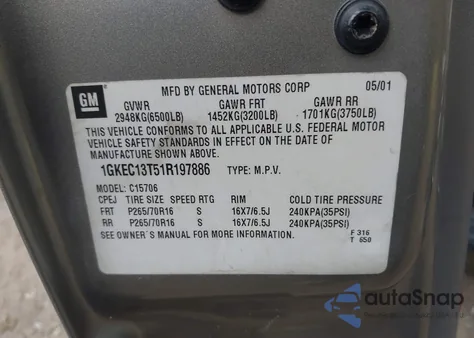 GM
MFD BY GENERAL MOTORS CORP 05/01
GVWR GAWR FRT GAWR RR
2948KG(6500LB) 1452KG(3200LB) 1701KG(3750LB)
THIS VEHICLE CONFORMS TO ALL APPLICABLE U.S. FEDERAL MOTOR
VEHICLE SAFETY STANDARDS IN EFFECT ON THE DATE OF
MANUFACTURE SHOWN ABOVE.
1GKEC13T51R197886 TYPE: M.P.V.
MODEL: C15706
CPEJ TIRE SIZE SPEED RTG RIM COLD TIRE PRESSURE
FRT P265/70R16 S 16X7/6.5J 240KPA(35PSI)
RR P265/70R16 S 16X7/6.5J 240KPA(35PSI)
SEE OWNER'S MANUAL FOR MORE INFORMATION.
F 316
T 650
autoSnap